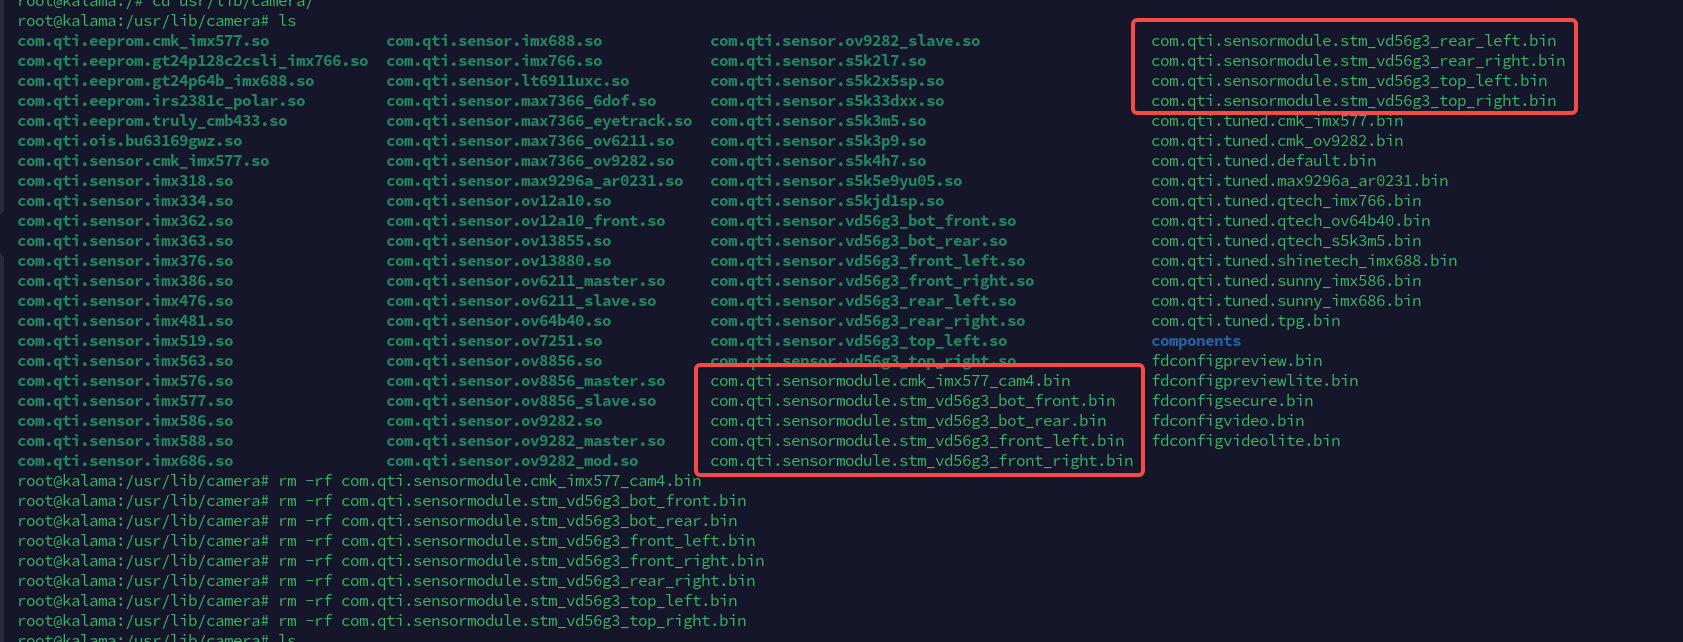 root@kalama:/# cd usr/lib/camera/
root@kalama:/usr/lib/camera# ls
com.qti.eeprom.cmk_imx577.so com.qti.sensor.imx688.so com.qti.sensor.ov9282_slave.so com.qti.sensormodule.stm_vd56g3_rear_left.bin
com.qti.eeprom.gt24p128c2csli_imx766.so com.qti.sensor.imx766.so com.qti.sensor.s5k2l7.so com.qti.sensormodule.stm_vd56g3_rear_right.bin
com.qti.eeprom.gt24p64b_imx688.so com.qti.sensor.lt6911uxc.so com.qti.sensor.s5k2x5sp.so com.qti.sensormodule.stm_vd56g3_top_left.bin
com.qti.eeprom.irs2381c_polar.so com.qti.sensor.max7366_6dof.so com.qti.sensor.s5k33dxx.so com.qti.sensormodule.stm_vd56g3_top_right.bin
com.qti.eeprom.truly_cmb433.so com.qti.sensor.max7366_eyetrack.so com.qti.sensor.s5k3m5.so com.qti.tuned.cmk_imx577.bin
com.qti.ois.bu63169gwz.so com.qti.sensor.max7366_ov6211.so com.qti.sensor.s5k3p9.so com.qti.tuned.cmk_ov9282.bin
com.qti.sensor.cmk_imx577.so com.qti.sensor.max7366_ov9282.so com.qti.sensor.s5k4h7.so com.qti.tuned.default.bin
com.qti.sensor.imx318.so com.qti.sensor.max9296a_ar0231.so com.qti.sensor.s5k5e9yu05.so com.qti.tuned.max9296a_ar0231.bin
com.qti.sensor.imx334.so com.qti.sensor.ov12a10.so com.qti.sensor.s5kjd1sp.so com.qti.tuned.qtech_imx766.bin
com.qti.sensor.imx362.so com.qti.sensor.ov12a10_front.so com.qti.sensor.vd56g3_bot_front.so com.qti.tuned.qtech_ov64b40.bin
com.qti.sensor.imx363.so com.qti.sensor.ov13855.so com.qti.sensor.vd56g3_bot_rear.so com.qti.tuned.qtech_s5k3m5.bin
com.qti.sensor.imx376.so com.qti.sensor.ov13880.so com.qti.sensor.vd56g3_front_left.so com.qti.tuned.shinetech_imx688.bin
com.qti.sensor.imx386.so com.qti.sensor.ov6211_master.so com.qti.sensor.vd56g3_front_right.so com.qti.tuned.sunny_imx586.bin
com.qti.sensor.imx476.so com.qti.sensor.ov6211_slave.so com.qti.sensor.vd56g3_rear_left.so com.qti.tuned.sunny_imx686.bin
com.qti.sensor.imx481.so com.qti.sensor.ov64b40.so com.qti.sensor.vd56g3_rear_right.so com.qti.tuned.tpg.bin
com.qti.sensor.imx519.so com.qti.sensor.ov7251.so com.qti.sensor.vd56g3_top_left.so components
com.qti.sensor.imx563.so com.qti.sensor.ov8856.so com.qti.sensor.vd56g3_top_right.so fdconfigpreview.bin
com.qti.sensor.imx576.so com.qti.sensor.ov8856_master.so com.qti.sensormodule.cmk_imx577_cam4.bin fdconfigpreviewlite.bin
com.qti.sensor.imx577.so com.qti.sensor.ov8856_slave.so com.qti.sensormodule.stm_vd56g3_bot_front.bin fdconfigsecure.bin
com.qti.sensor.imx586.so com.qti.sensor.ov9282.so com.qti.sensormodule.stm_vd56g3_bot_rear.bin fdconfigvideo.bin
com.qti.sensor.imx588.so com.qti.sensor.ov9282_master.so com.qti.sensormodule.stm_vd56g3_front_left.bin fdconfigvideolite.bin
com.qti.sensor.imx686.so com.qti.sensor.ov9282_mod.so com.qti.sensormodule.stm_vd56g3_front_right.bin
root@kalama:/usr/lib/camera# rm -rf com.qti.sensormodule.cmk_imx577_cam4.bin
root@kalama:/usr/lib/camera# rm -rf com.qti.sensormodule.stm_vd56g3_bot_front.bin
root@kalama:/usr/lib/camera# rm -rf com.qti.sensormodule.stm_vd56g3_bot_rear.bin
root@kalama:/usr/lib/camera# rm -rf com.qti.sensormodule.stm_vd56g3_front_left.bin
root@kalama:/usr/lib/camera# rm -rf com.qti.sensormodule.stm_vd56g3_front_right.bin
root@kalama:/usr/lib/camera# rm -rf com.qti.sensormodule.stm_vd56g3_rear_right.bin
root@kalama:/usr/lib/camera# rm -rf com.qti.sensormodule.stm_vd56g3_top_left.bin
root@kalama:/usr/lib/camera# rm -rf com.qti.sensormodule.stm_vd56g3_top_right.bin
root@kalama:/usr/lib/camera# ls